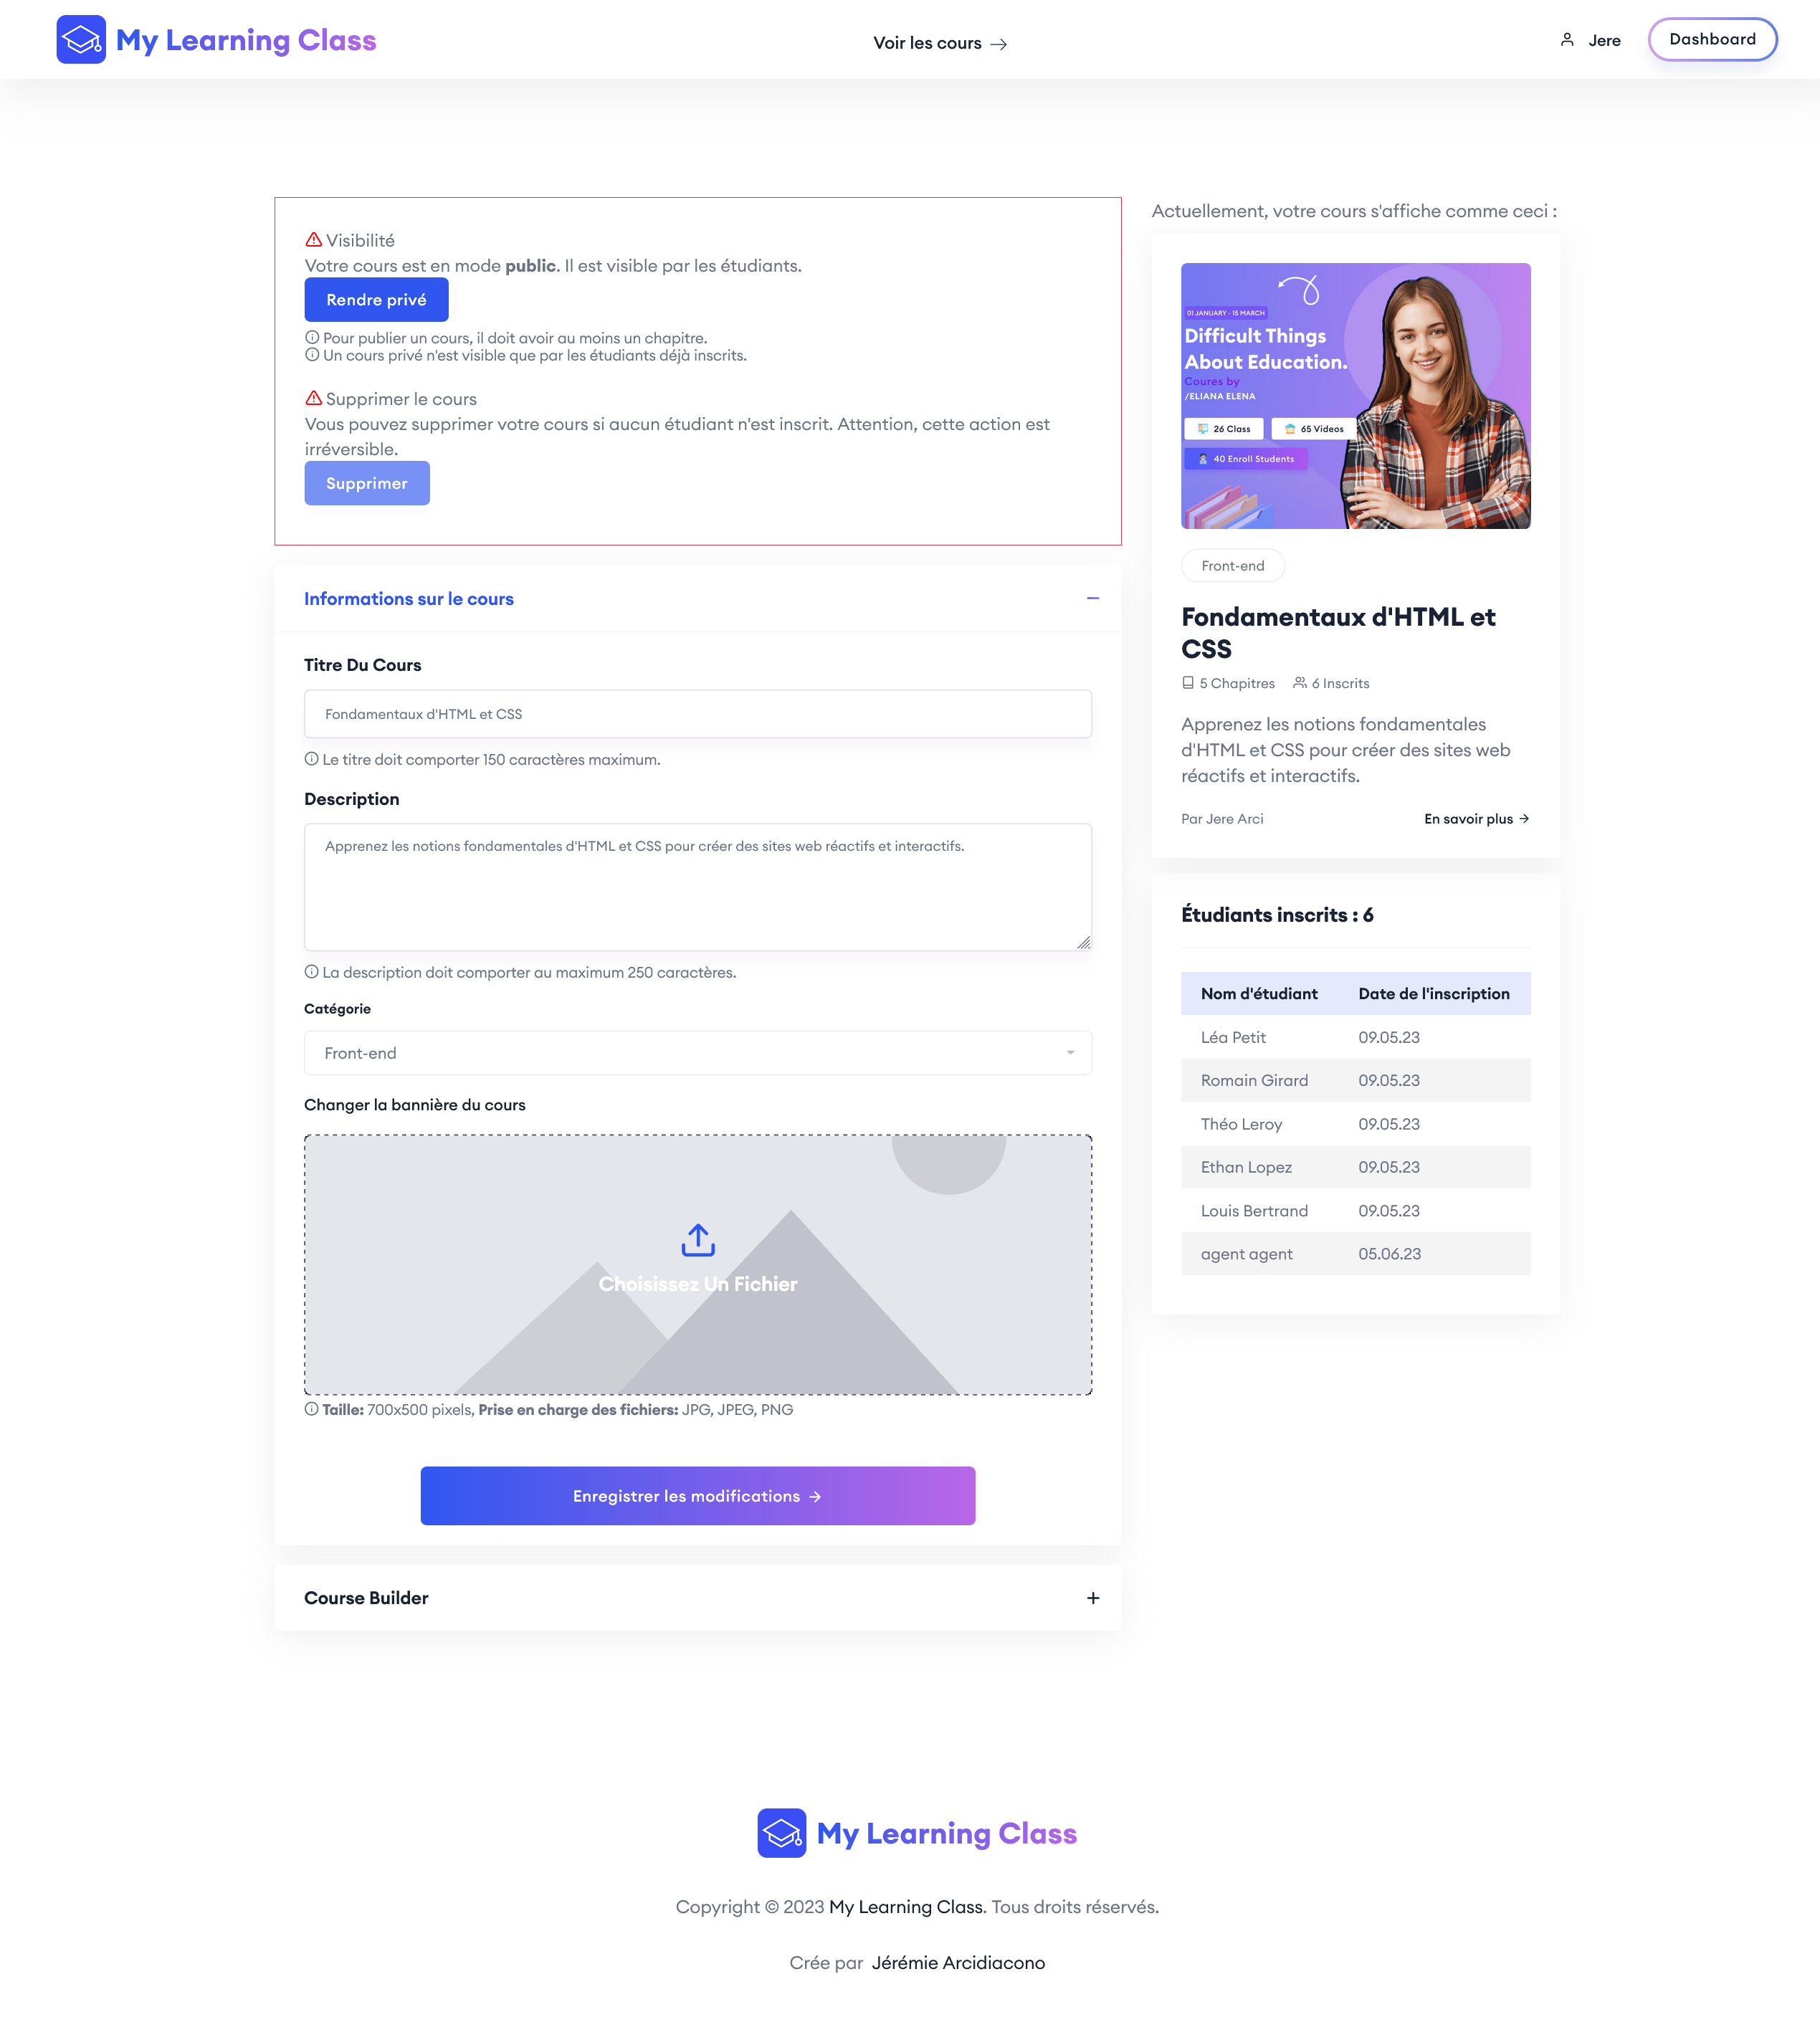 My Learning Class
Voir les cours
Jere
Dashboard
Visibilité
Votre cours est en mode public. Il est visible par les étudiants.
Rendre privé
Pour publier un cours, il doit avoir au moins un chapitre.
Un cours privé n'est visible que par les étudiants déjà inscrits.
Supprimer le cours
Vous pouvez supprimer votre cours si aucun étudiant n'est inscrit. Attention, cette action est
irréversible.
Supprimer
Informations sur le cours
Titre Du Cours
Fondamentaux d'HTML et CSS
Le titre doit comporter 150 caractères maximum.
Description
Apprenez les notions fondamentales d'HTML et CSS pour créer des sites web réactifs et interactifs.
La description doit comporter au maximum 250 caractères.
Catégorie
Front-end
Changer la bannière du cours
Choisissez Un Fichier
Taille: 700x500 pixels, Prise en charge des fichiers: JPG, JPEG, PNG
Enregistrer les modifications
Course Builder
Actuellement, votre cours s'affiche comme ceci :
01 JANUARY - 15 MARCH
Difficult Things
About Education.
Coures by
/ELIANA ELENA
26 Class
65 Videos
40 Enroll Students
Front-end
Fondamentaux d'HTML et
CSS
5 Chapitres
6 Inscrits
Apprenez les notions fondamentales
d'HTML et CSS pour créer des sites web
réactifs et interactifs.
Par Jere Arci
En savoir plus
Étudiants inscrits : 6
Nom d'étudiant Date de l'inscription
Léa Petit 09.05.23
Romain Girard 09.05.23
Théo Leroy 09.05.23
Ethan Lopez 09.05.23
Louis Bertrand 09.05.23
agent agent 05.06.23
My Learning Class
Copyright © 2023 My Learning Class. Tous droits réservés.
Crée par Jérémie Arcidiacono